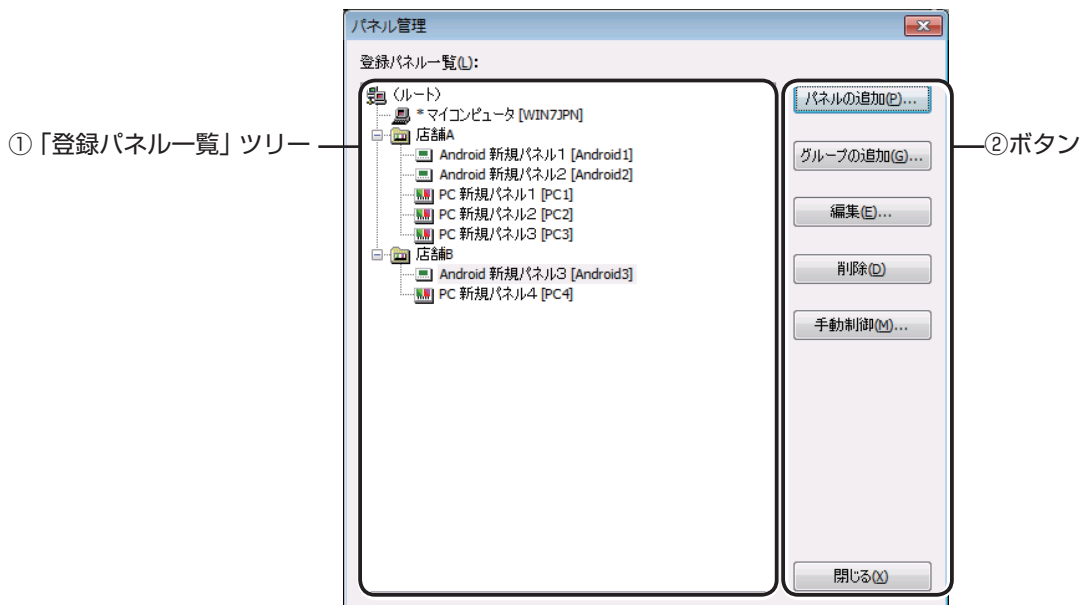 パネル管理
登録パネル一覧(L):
①「登録パネル一覧」ツリー
(ルート)
* マイコンピュータ [WIN7JPN]
店舗A
Android 新規パネル1 [Android1]
Android 新規パネル2 [Android2]
PC 新規パネル1 [PC1]
PC 新規パネル2 [PC2]
PC 新規パネル3 [PC3]
店舗B
Android 新規パネル3 [Android3]
PC 新規パネル4 [PC4]
②ボタン
パネルの追加(P)...
グループの追加(G)...
編集(E)...
削除(D)
手動制御(M)...
閉じる(X)